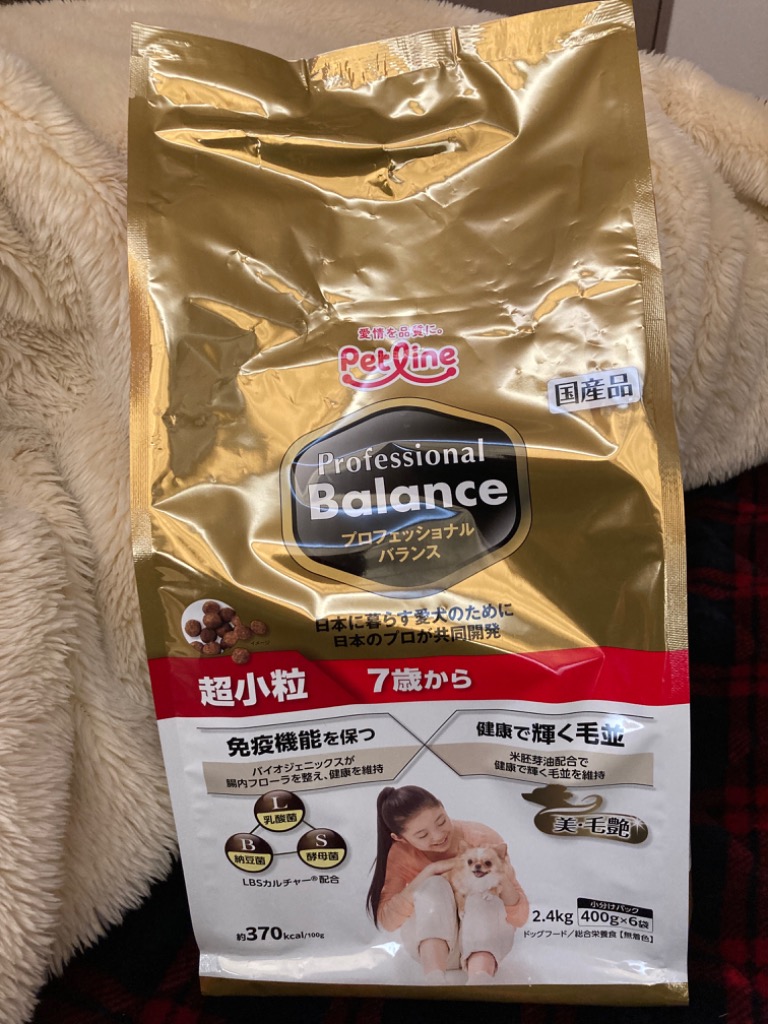 愛情を品質に。
Petline
国産品
Professional
Balance
プロフェッショナル
バランス
日本に暮らす愛犬のために
日本のプロが共同開発
超小粒
7歳から
免疫機能を保つ
バイオジェニックスが
腸内フローラを整え、健康を維持
L
乳酸菌
B
納豆菌
S
酵母菌
LBSカルチャー®配合
約370kcal/100g
健康で輝く毛並
米胚芽油配合で
健康で輝く毛並を維持
美・毛艶
2.4kg
小分けパック
400g×6袋
ドッグフード/総合栄養食【無着色】